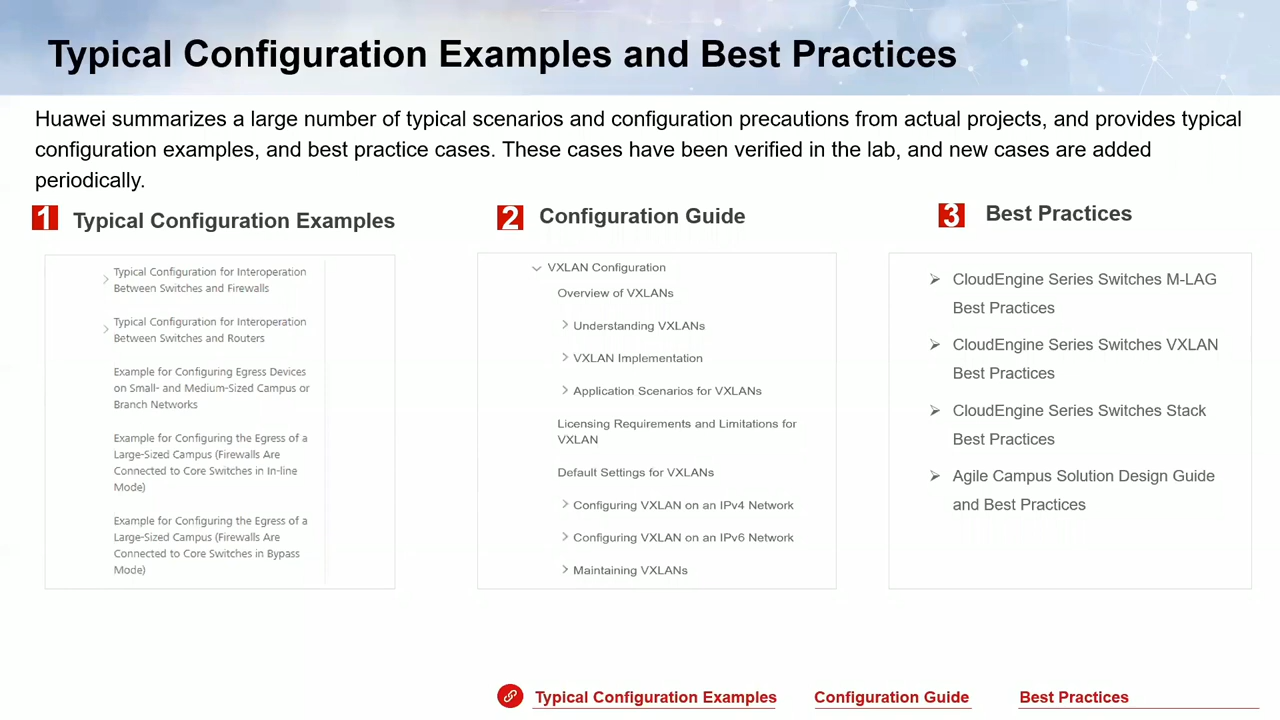 Typical Configuration Examples and Best Practices
Huawei summarizes a large number of typical scenarios and configuration precautions from actual projects, and provides typical
configuration examples, and best practice cases. These cases have been verified in the lab, and new cases are added
periodically.
1 Typical Configuration Examples
Typical Configuration for Interoperation
Between Switches and Firewalls
Typical Configuration for Interoperation
Between Switches and Routers
Example for Configuring Egress Devices
on Small- and Medium-Sized Campus or
Branch Networks
Example for Configuring the Egress of a
Large-Sized Campus (Firewalls Are
Connected to Core Switches in In-line
Mode)
Example for Configuring the Egress of a
Large-Sized Campus (Firewalls Are
Connected to Core Switches in Bypass
Mode)
2 Configuration Guide
VXLAN Configuration
Overview of VXLANs
Understanding VXLANs
VXLAN Implementation
Application Scenarios for VXLANs
Licensing Requirements and Limitations for
VXLAN
Default Settings for VXLANs
Configuring VXLAN on an IPv4 Network
Configuring VXLAN on an IPv6 Network
Maintaining VXLANs
3 Best Practices
CloudEngine Series Switches M-LAG
Best Practices
CloudEngine Series Switches VXLAN
Best Practices
CloudEngine Series Switches Stack
Best Practices
Agile Campus Solution Design Guide
and Best Practices
Typical Configuration Examples Configuration Guide Best Practices